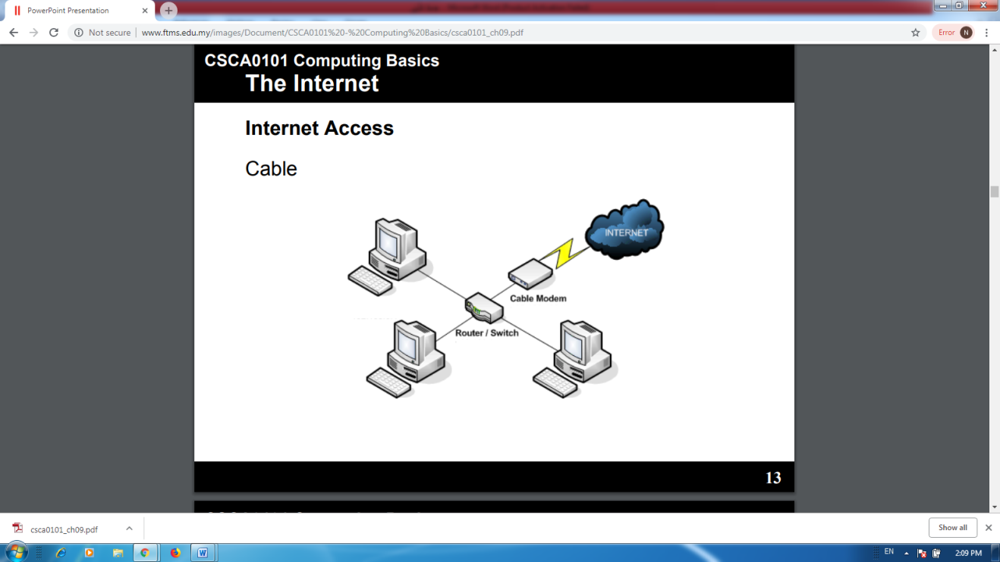 PowerPoint Presentation
Not secure | www.ftms.edu.my/images/Document/CSCA0101%20-%20Computing%20Basics/csca0101_ch09.pdf
Error N
CSCA0101 Computing Basics
The Internet
Internet Access
Cable
INTERNET
Cable Modem
Router / Switch
13
csca0101_ch09.pdf
Show all
EN
2:09 PM